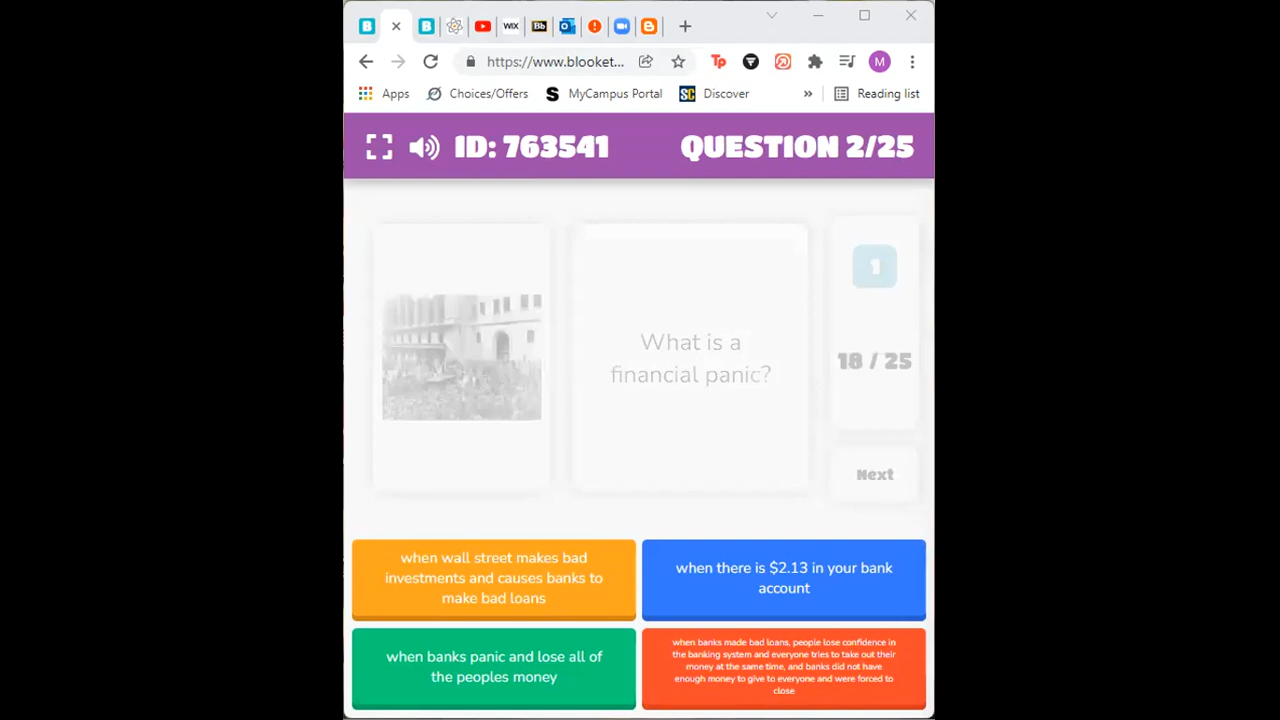 WIX
Bb
https://www.blooket...
Tp
M
Apps
Choices/Offers
S
MyCampus Portal
SC
Discover
»
Reading list
ID: 763541
QUESTION 2/25
What is a
financial panic?
1
18 / 25
Next
when wall street makes bad
investments and causes banks to
make bad loans
when there is $2.13 in your bank
account
when banks panic and lose all of
the peoples money
when banks made bad loans, people lose confidence in
the banking system and everyone tries to take out their
money at the same time, and banks did not have
enough money to give to everyone and were forced to
close